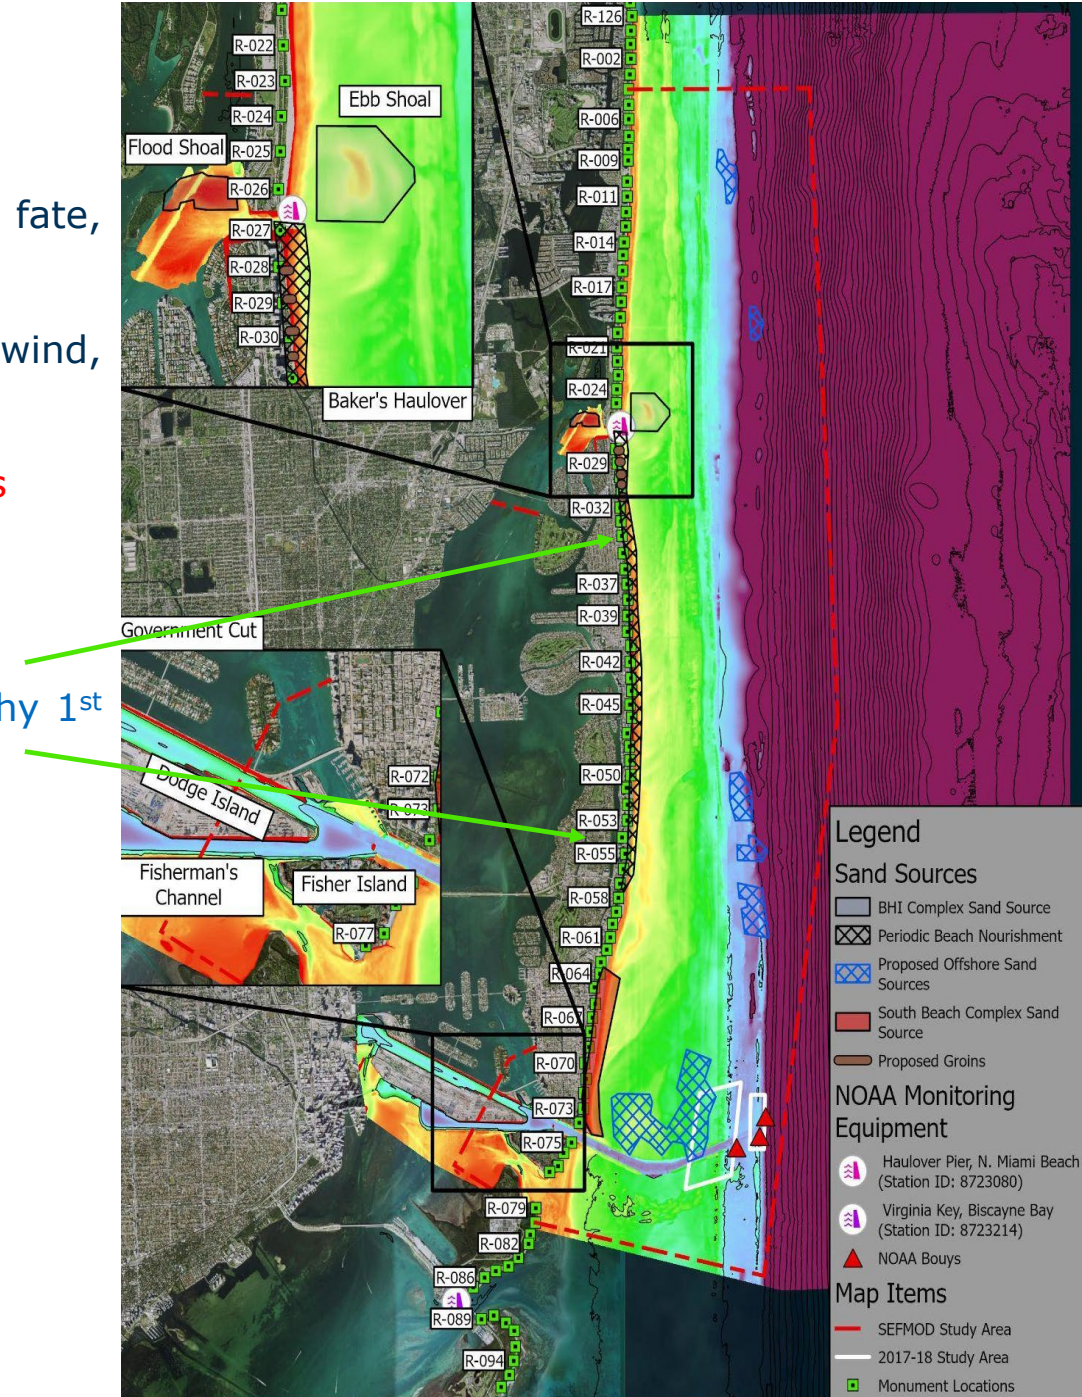 fate,
wind,
s
hy 1st
R-022
R-023
R-024
R-025
R-026
R-027
R-028
R-029
R-030
Ebb Shoal
Flood Shoal
Baker's Haulover
R-126
R-002
R-006
R-009
R-011
R-014
R-017
R-021
R-024
R-029
R-032
R-037
R-039
R-042
R-045
R-050
R-053
R-055
R-058
R-061
R-064
R-067
R-070
R-073
R-075
R-079
R-082
R-086
R-089
R-094
Government Cut
R-072
R-073
Dodge Island
Fisherman's
Channel
Fisher Island
R-077
Legend
Sand Sources
BHI Complex Sand Source
Periodic Beach Nourishment
Proposed Offshore Sand
Sources
South Beach Complex Sand
Source
Proposed Groins
NOAA Monitoring
Equipment
Haulover Pier, N. Miami Beach
(Station ID: 8723080)
Virginia Key, Biscayne Bay
(Station ID: 8723214)
NOAA Bouys
Map Items
SEFMOD Study Area
2017-18 Study Area
Monument Locations